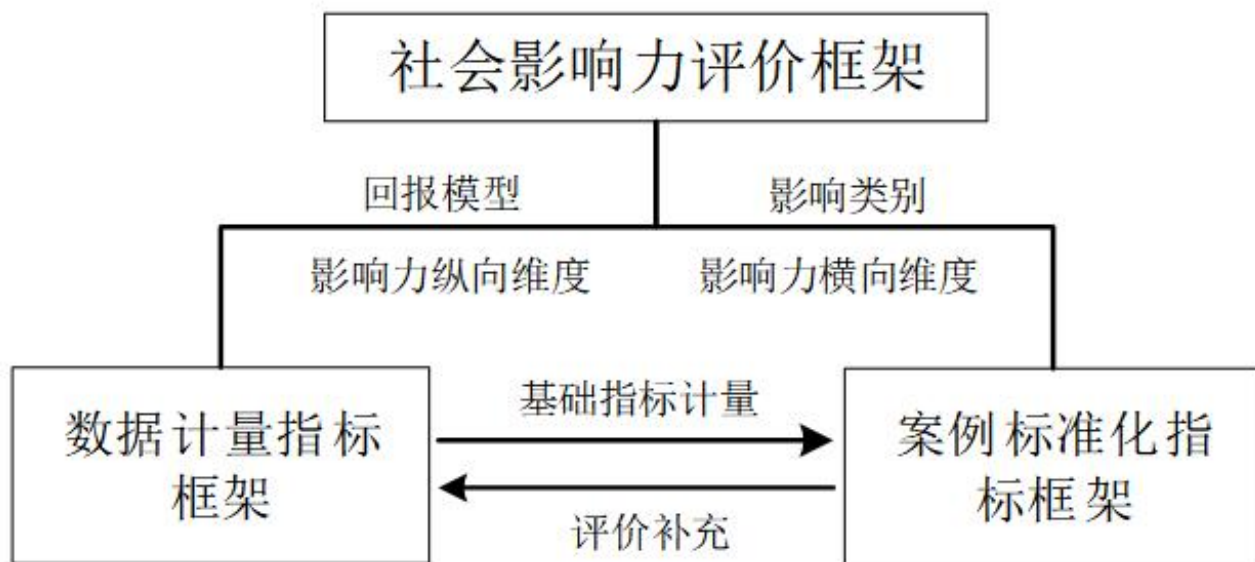 社会影响力评价框架
回报模型
影响类别
影响力纵向维度
影响力横向维度
数据计量指标
框架
基础指标计量
评价补充
案例标准化指
标框架